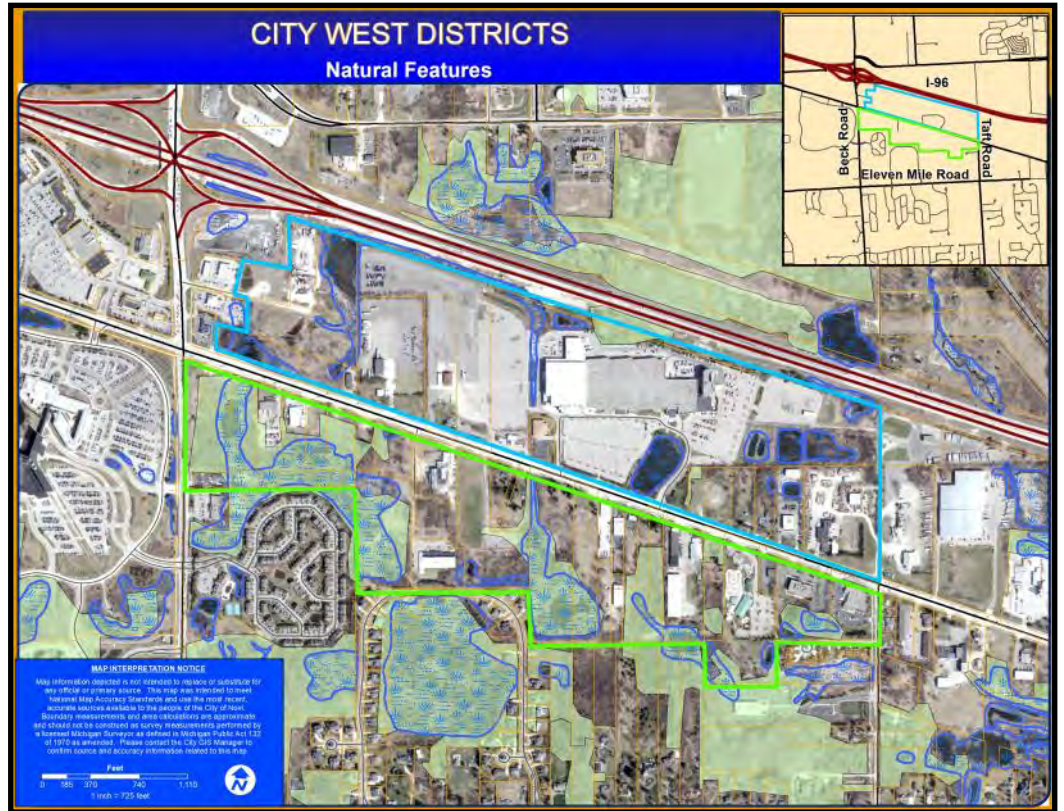 CITY WEST DISTRICTS
Natural Features
I-96
Beck Road
Taft Road
Eleven Mile Road
MAP INTERPRETATION NOTICE
Map information depicted is not intended to replace or substitute for
any official or primary source. This map was intended to meet
National Map Accuracy Standards and use the most recent,
accurate sources available to the people of the City of Novi.
Boundary measurements and area calculations are approximate
and should not be construed as survey measurements performed by
a licensed Michigan Surveyor as defined in Michigan Public Act 132
of 1970 as amended. Please contact the City GIS Manager to
confirm source and accuracy information related to this map.
Feet
0 185 370 740 1,110
1 inch = 725 feet
N